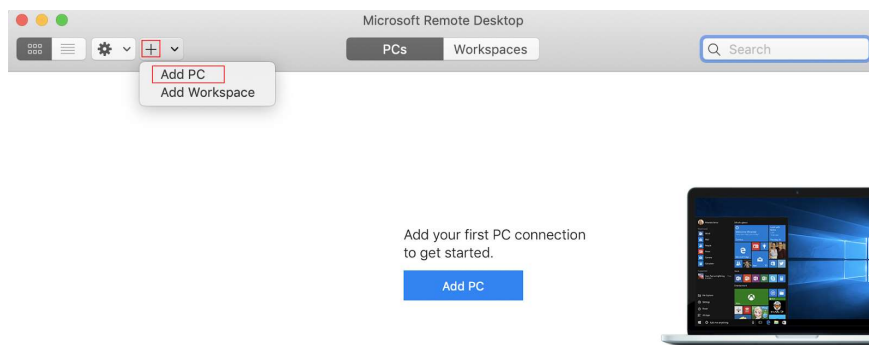 Microsoft Remote Desktop
PCs
Workspaces
Search
Add PC
Add Workspace
Add your first PC connection
to get started.
Add PC